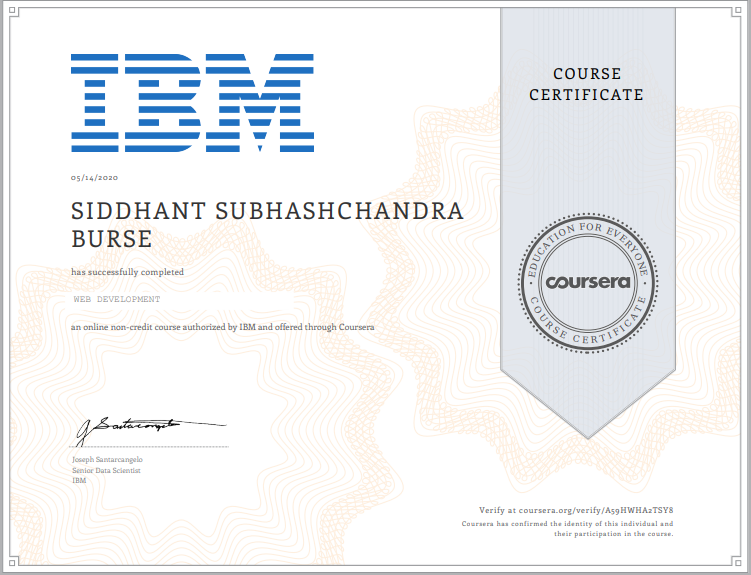 IBM
COURSE
CERTIFICATE
05/14/2020
SIDDHANT SUBHASHCHANDRA
BURSE
has successfully completed
WEB DEVELOPMENT
an online non-credit course authorized by IBM and offered through Coursera
EDUCATION FOR EVERYONE
coursera
COURSE CERTIFICATE
J Santarcangelo
Joseph Santarcangelo
Senior Data Scientist
IBM
Verify at coursera.org/verify/A59HWHA2TSY8
Coursera has confirmed the identity of this individual and
their participation in the course.